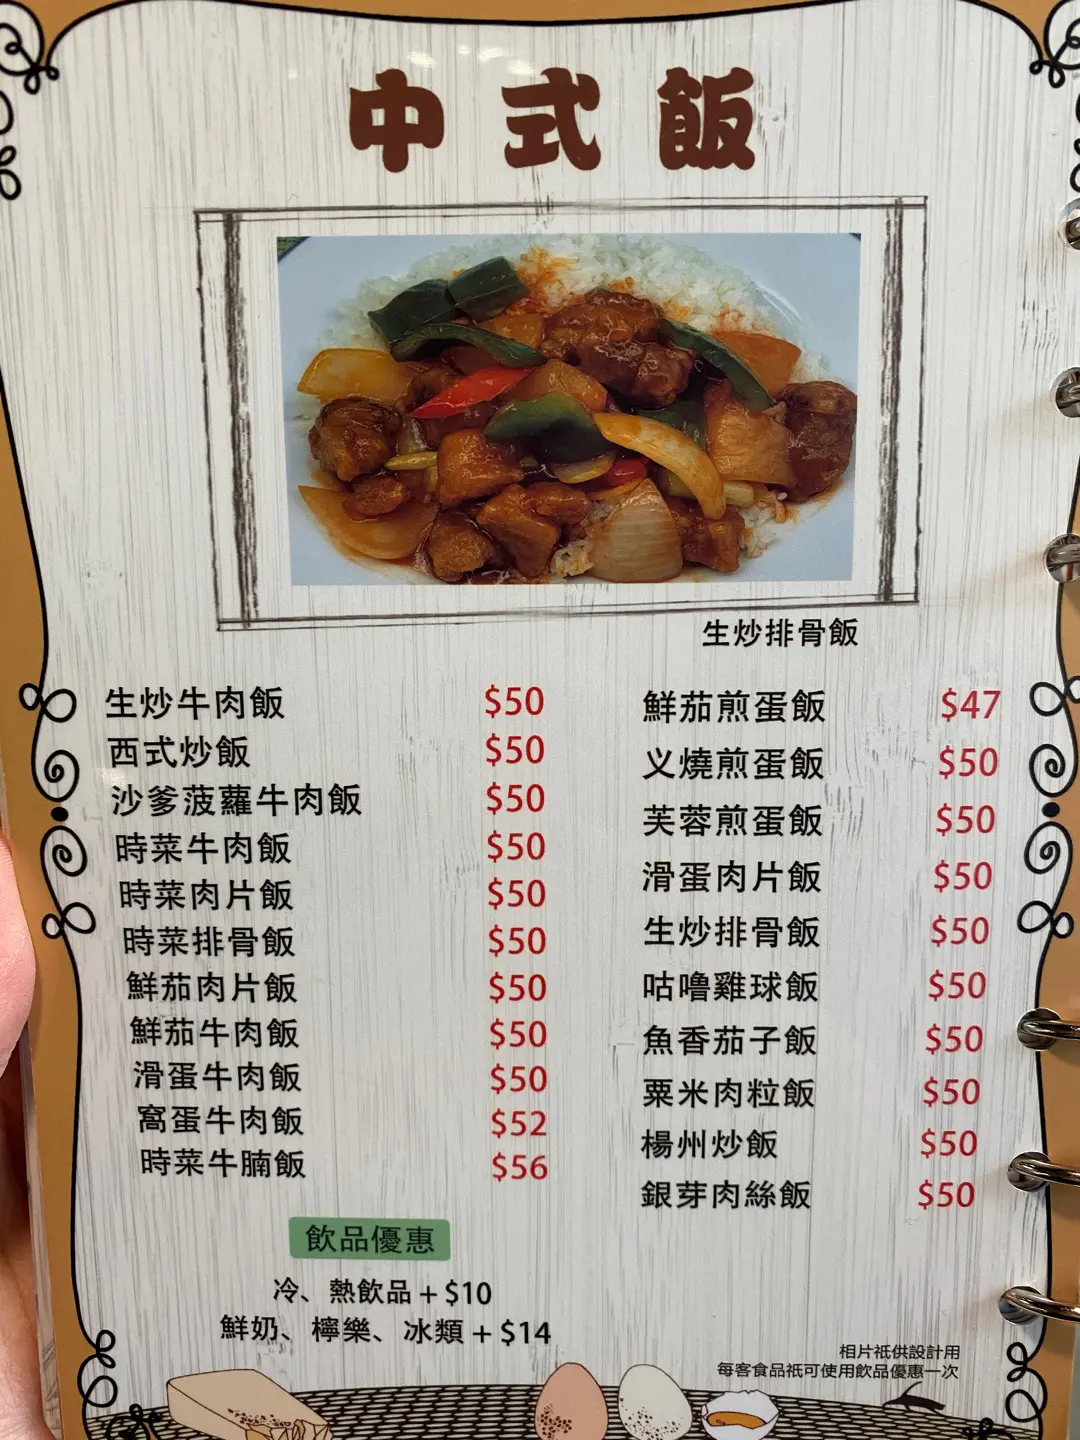 中式飯
生炒排骨飯
生炒牛肉飯 $50
西式炒飯 $50
沙爹菠蘿牛肉飯 $50
時菜牛肉飯 $50
時菜肉片飯 $50
時菜排骨飯 $50
鮮茄肉片飯 $50
鮮茄牛肉飯 $50
滑蛋牛肉飯 $50
窩蛋牛肉飯 $52
時菜牛腩飯 $56
鮮茄煎蛋飯 $47
义燒煎蛋飯 $50
芙蓉煎蛋飯 $50
滑蛋肉片飯 $50
生炒排骨飯 $50
咕嚕雞球飯 $50
魚香茄子飯 $50
粟米肉粒飯 $50
楊州炒飯 $50
銀芽肉絲飯 $50
飲品優惠
冷、熱飲品 + $10
鮮奶、檸樂、冰類 + $14
相片祇供設計用
每客食品祇可使用飲品優惠一次